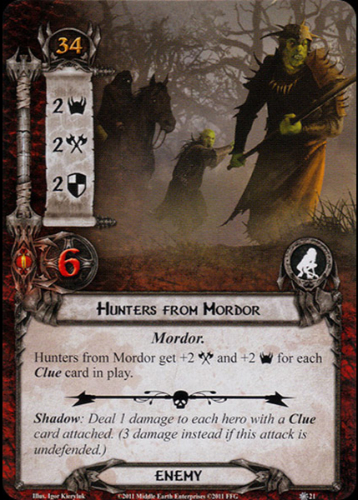 34
2
2
2
6
HUNTERS FROM MORDOR
Mordor.
Hunters from Mordor get +2 and +2 for each
Clue card in play.
Shadow: Deal 1 damage to each hero with a Clue
card attached. (3 damage instead if this attack is
undefended.)
ENEMY
Illus. Igor Kieryluk ©2011 Middle Earth Enterprises ©2011 FFG 21